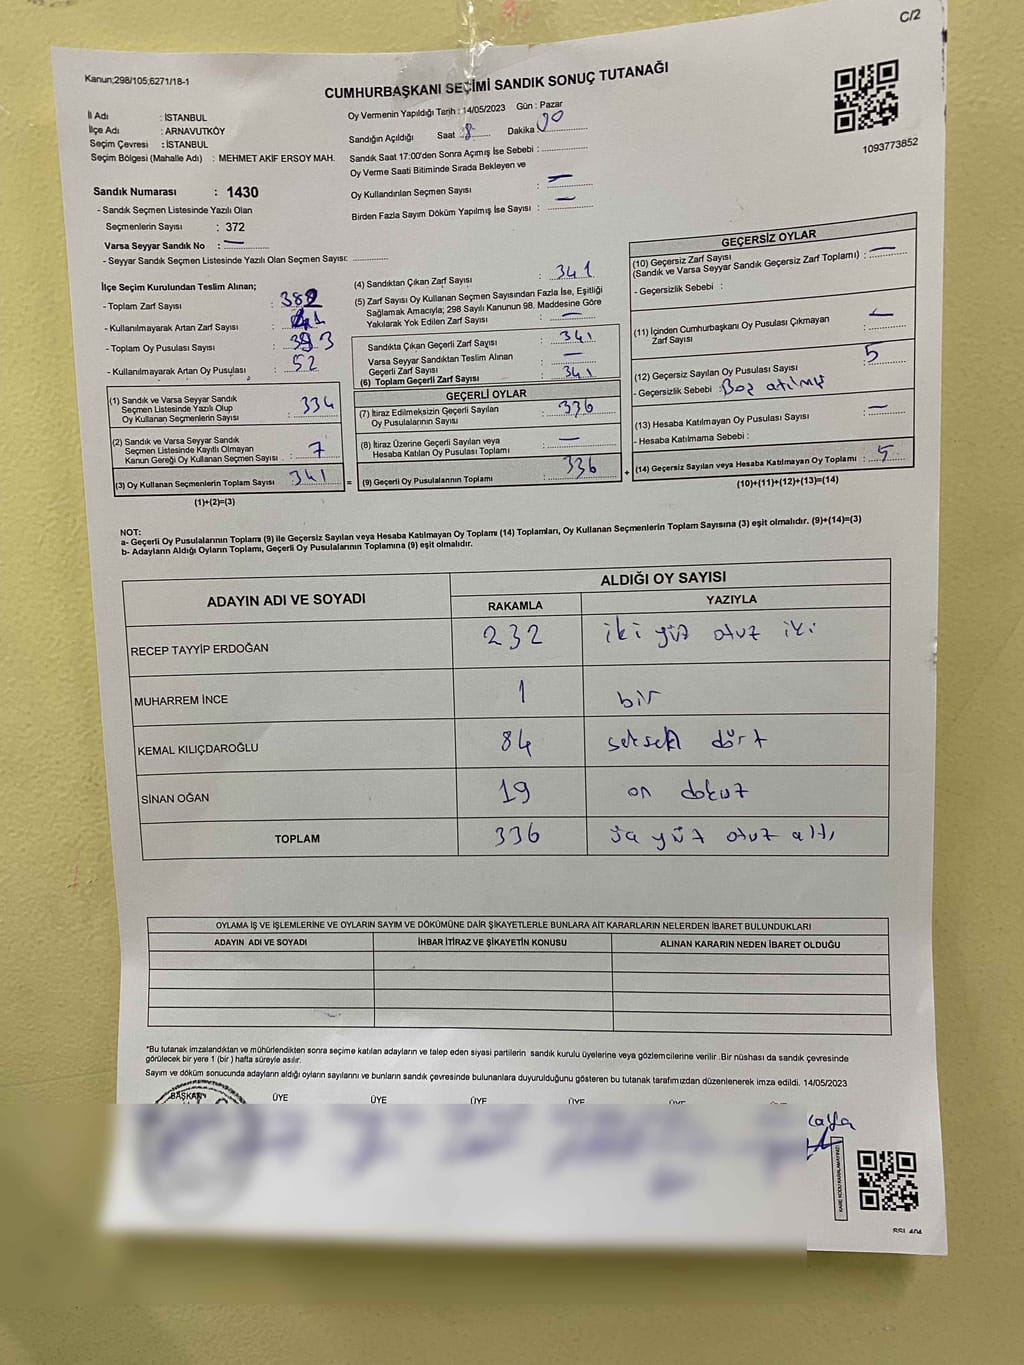 C/2
Kanun;298/105;6271/18-1
CUMHURBAŞKANI SEÇİMİ SANDIK SONUÇ TUTANAĞI
İl Adı : İSTANBUL
İlçe Adı : ARNAVUTKÖY
Seçim Çevresi : İSTANBUL
Seçim Bölgesi (Mahalle Adı) : MEHMET AKİF ERSOY MAH.
Oy Vermenin Yapıldığı Tarih : 14/05/2023 Gün : Pazar
Sandığın Açıldığı Saat 8 Dakika 00
Sandık Saat 17:00'den Sonra Açımış İse Sebebi :
Oy Verme Saati Bitiminde Sırada Bekleyen ve
Oy Kullandırılan Seçmen Sayısı : —
Birden Fazla Sayım Döküm Yapılmış İse Sayısı : —
1093773852
Sandık Numarası : 1430
- Sandık Seçmen Listesinde Yazılı Olan
Seçmenlerin Sayısı : 372
Varsa Seyyar Sandık No : —
- Seyyar Sandık Seçmen Listesinde Yazılı Olan Seçmen Sayısı:
İlçe Seçim Kurulundan Teslim Alınan;
- Toplam Zarf Sayısı : 382
- Kullanılmayarak Artan Zarf Sayısı : 41
- Toplam Oy Pusulası Sayısı : 393
- Kullanılmayarak Artan Oy Pusulası : 52
(1) Sandık ve Varsa Seyyar Sandık
Seçmen Listesinde Yazılı Olup
Oy Kullanan Seçmenlerin Sayısı : 334
(2) Sandık ve Varsa Seyyar Sandık
Seçmen Listesinde Kayıtlı Olmayan
Kanun Gereği Oy Kullanan Seçmen Sayısı : 7
(3) Oy Kullanan Seçmenlerin Toplam Sayısı : 341
(1)+(2)=(3)
(4) Sandıktan Çıkan Zarf Sayısı : 341
(5) Zarf Sayısı Oy Kullanan Seçmen Sayısından Fazla İse, Eşitliği
Sağlamak Amacıyla; 298 Sayılı Kanunun 98. Maddesine Göre
Yakılarak Yok Edilen Zarf Sayısı : —
Sandıkta Çıkan Geçerli Zarf Sayısı : 341
Varsa Seyyar Sandıktan Teslim Alınan
Geçerli Zarf Sayısı : —
(6) Toplam Geçerli Zarf Sayısı : 341
GEÇERLİ OYLAR
(7) İtiraz Edilmeksizin Geçerli Sayılan
Oy Pusulalarının Sayısı : 336
(8) İtiraz Üzerine Geçerli Sayılan veya
Hesaba Katılan Oy Pusulası Toplamı : —
= (9) Geçerli Oy Pusulalarının Toplamı : 336
GEÇERSİZ OYLAR
(10) Geçersiz Zarf Sayısı
(Sandık ve Varsa Seyyar Sandık Geçersiz Zarf Toplamı) : —
- Geçersizlik Sebebi :
(11) İçinden Cumhurbaşkanı Oy Pusulası Çıkmayan
Zarf Sayısı : —
(12) Geçersiz Sayılan Oy Pusulası Sayısı : 5
- Geçersizlik Sebebi : Boş atılmış
(13) Hesaba Katılmayan Oy Pusulası Sayısı : —
- Hesaba Katılmama Sebebi :
+ (14) Geçersiz Sayılan veya Hesaba Katılmayan Oy Toplamı : 5
(10)+(11)+(12)+(13)=(14)
NOT:
a- Geçerli Oy Pusulalarının Toplamı (9) ile Geçersiz Sayılan veya Hesaba Katılmayan Oy Toplamı (14) Toplamları, Oy Kullanan Seçmenlerin Toplam Sayısına (3) eşit olmalıdır. (9)+(14)=(3)
b- Adayların Aldığı Oyların Toplamı, Geçerli Oy Pusulalarının Toplamına (9) eşit olmalıdır.
ADAYIN ADI VE SOYADI ALDIĞI OY SAYISI
RAKAMLA YAZIYLA
RECEP TAYYİP ERDOĞAN 232 iki yüz otuz iki
MUHARREM İNCE 1 bir
KEMAL KILIÇDAROĞLU 84 seksen dört
SİNAN OĞAN 19 on dokuz
TOPLAM 336 üç yüz otuz altı
OYLAMA İŞ VE İŞLEMLERİNE VE OYLARIN SAYIM VE DÖKÜMÜNE DAİR ŞİKAYETLERLE BUNLARA AİT KARARLARIN NELERDEN İBARET BULUNDUKLARI
ADAYIN ADI VE SOYADI İHBAR İTİRAZ VE ŞİKAYETİN KONUSU ALINAN KARARIN NEDEN İBARET OLDUĞU
*Bu tutanak imzalandıktan ve mühürlendikten sonra seçime katılan adayların ve talep eden siyasi partilerin sandık kurulu üyelerine veya gözlemcilerine verilir .Bir nüshası da sandık çevresinde
görülecek bir yere 1 (bir ) hafta süreyle asılır.
Sayım ve döküm sonucunda adayların aldığı oyların sayılarını ve bunların sandık çevresinde bulunanlara duyurulduğunu gösteren bu tutanak tarafımızdan düzenlenerek imza edildi. 14/05/2023
BAŞKAN ÜYE ÜYE ÜYE ÜYE ÜYE